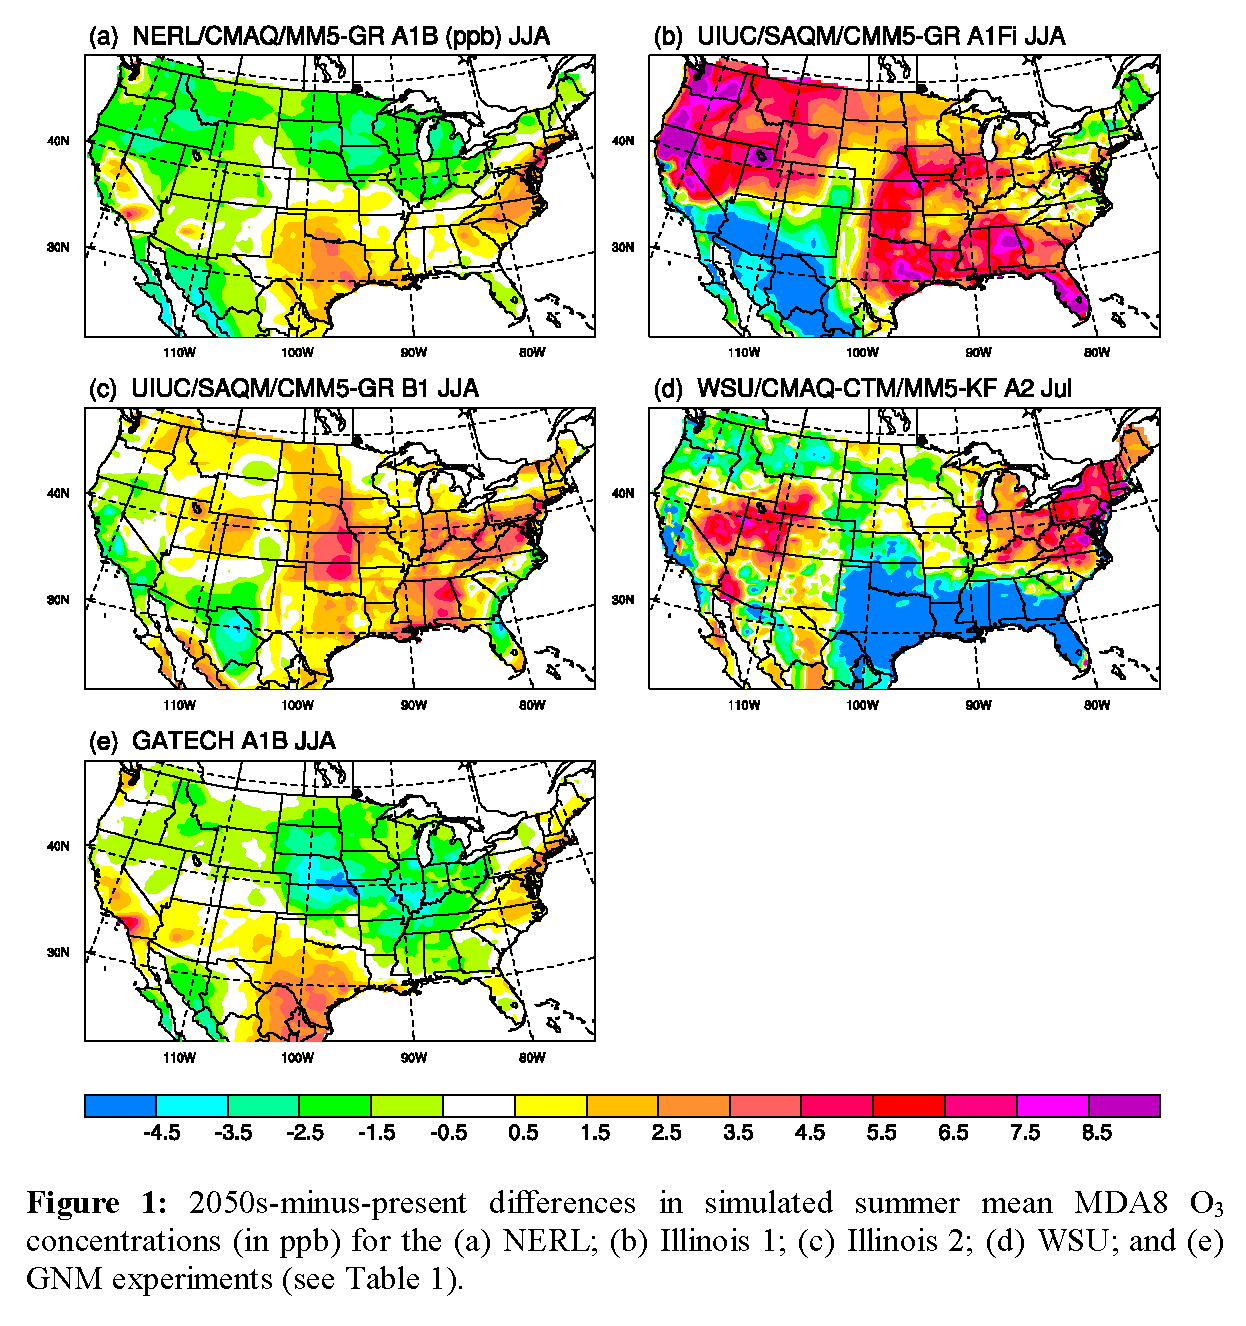 (a) NERL/CMAQ/MM5-GR A1B (ppb) JJA
40N
30N
110W 100W 90W 80W
(b) UIUC/SAQM/CMM5-GR A1Fi JJA
40N
30N
110W 100W 90W 80W
(c) UIUC/SAQM/CMM5-GR B1 JJA
40N
30N
110W 100W 90W 80W
(d) WSU/CMAQ-CTM/MM5-KF A2 Jul
40N
30N
110W 100W 90W 80W
(e) GATECH A1B JJA
40N
30N
110W 100W 90W 80W
-4.5 -3.5 -2.5 -1.5 -0.5 0.5 1.5 2.5 3.5 4.5 5.5 6.5 7.5 8.5
Figure 1: 2050s-minus-present differences in simulated summer mean MDA8 O3
concentrations (in ppb) for the (a) NERL; (b) Illinois 1; (c) Illinois 2; (d) WSU; and (e)
GNM experiments (see Table 1).